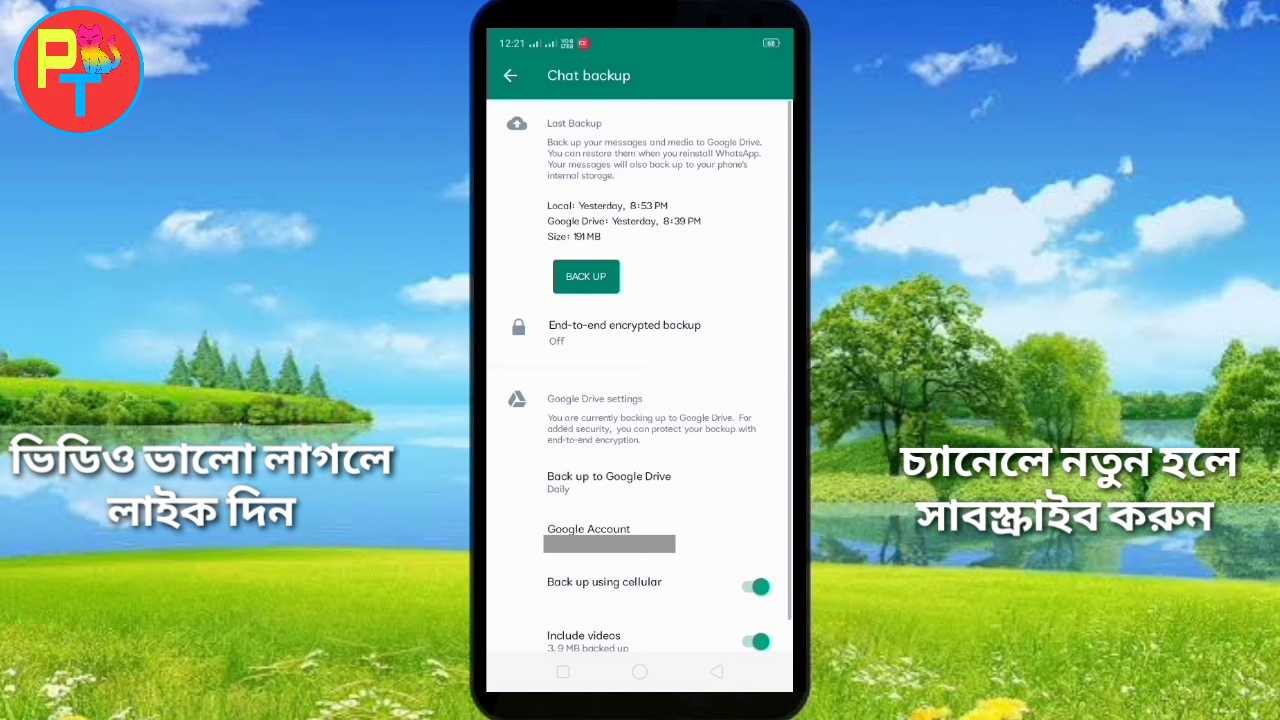 PT
12:21
VO
LTE
63
Chat backup
Last Backup
Back up your messages and media to Google Drive.
You can restore them when you reinstall WhatsApp.
Your messages will also back up to your phone's
internal storage.
Local: Yesterday, 8:53 PM
Google Drive: Yesterday, 8:39 PM
Size: 191 MB
BACK UP
End-to-end encrypted backup
Off
Google Drive settings
You are currently backing up to Google Drive. For
added security, you can protect your backup with
end-to-end encryption.
Back up to Google Drive
Daily
Google Account
Back up using cellular
Include videos
3.9 MB backed up
ভিডিও ভালো লাগলে
লাইক দিন
চ্যানেলে নতুন হলে
সাবস্ক্রাইব করুন